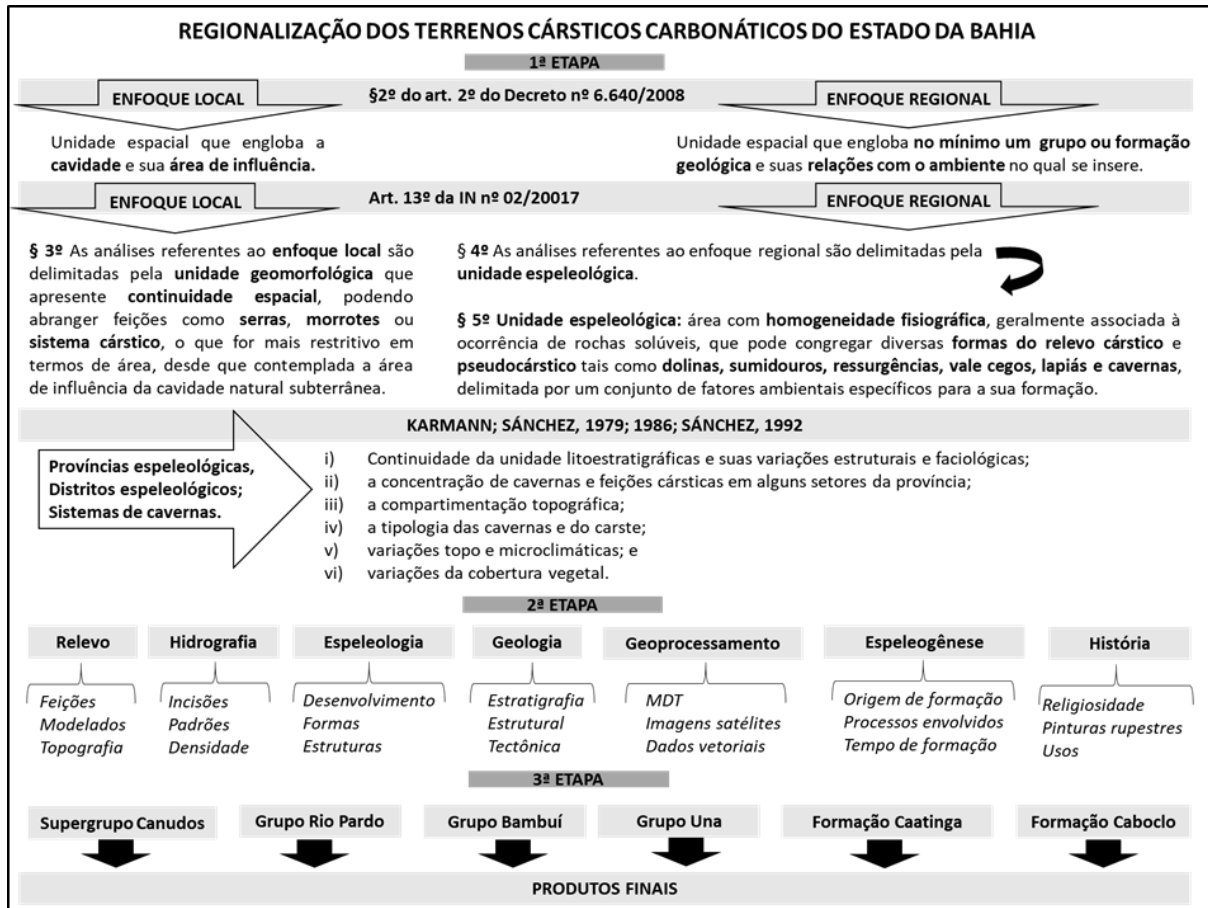 REGIONALIZAÇÃO DOS TERRENOS CÁRSTICOS CARBONÁTICOS DO ESTADO DA BAHIA
1ª ETAPA
ENFOQUE LOCAL
§2º do art. 2º do Decreto nº 6.640/2008
ENFOQUE REGIONAL
Unidade espacial que engloba a
cavidade e sua área de influência.
Unidade espacial que engloba no mínimo um grupo ou formação
geológica e suas relações com o ambiente no qual se insere.
ENFOQUE LOCAL
Art. 13º da IN nº 02/20017
ENFOQUE REGIONAL
§ 3º As análises referentes ao enfoque local são
delimitadas pela unidade geomorfológica que
apresente continuidade espacial, podendo
abranger feições como serras, morrotes ou
sistema cárstico, o que for mais restritivo em
termos de área, desde que contemplada a área
de influência da cavidade natural subterrânea.
§ 4º As análises referentes ao enfoque regional são delimitadas pela
unidade espeleológica.
§ 5º Unidade espeleológica: área com homogeneidade fisiográfica, geralmente associada à
ocorrência de rochas solúveis, que pode congregar diversas formas do relevo cárstico e
pseudocárstico tais como dolinas, sumidouros, ressurgências, vale cegos, lapiás e cavernas,
delimitada por um conjunto de fatores ambientais específicos para a sua formação.
KARMANN; SÁNCHEZ, 1979; 1986; SÁNCHEZ, 1992
Províncias espeleológicas,
Distritos espeleológicos;
Sistemas de cavernas.
i) Continuidade da unidade litoestratigráficas e suas variações estruturais e faciológicas;
ii) a concentração de cavernas e feições cársticas em alguns setores da província;
iii) a compartimentação topográfica;
iv) a tipologia das cavernas e do carste;
v) variações topo e microclimáticas; e
vi) variações da cobertura vegetal.
2ª ETAPA
Relevo
Hidrografia
Espeleologia
Geologia
Geoprocessamento
Espeleogênese
História
Feições
Modelados
Topografia
Incisões
Padrões
Densidade
Desenvolvimento
Formas
Estruturas
Estratigrafia
Estrutural
Tectônica
MDT
Imagens satélites
Dados vetoriais
Origem de formação
Processos envolvidos
Tempo de formação
Religiosidade
Pinturas rupestres
Usos
3ª ETAPA
Supergrupo Canudos
Grupo Rio Pardo
Grupo Bambuí
Grupo Una
Formação Caatinga
Formação Caboclo
PRODUTOS FINAIS